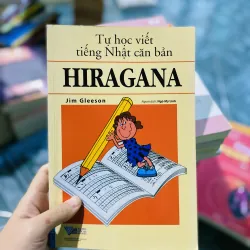 Tự học viết
tiếng Nhật căn bản
HIRAGANA
Jim Gleeson